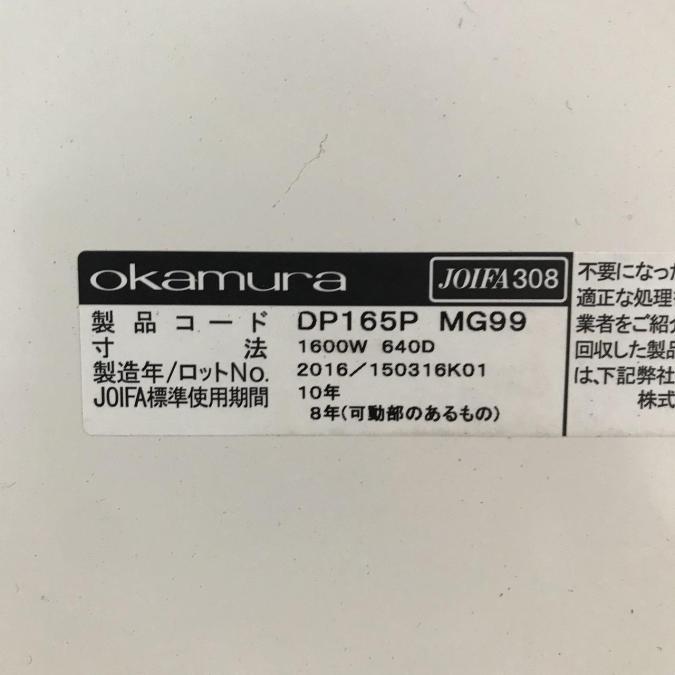 okamura JOIFA308
製品コード DP165P MG99
寸法 1600W 640D
製造年/ロットNo. 2016/150316K01
JOIFA標準使用期間 10年
8年(可動部のあるもの)
不要になった
適正な処理
業者をご紹介
回収した製品
は、下記弊社
株式